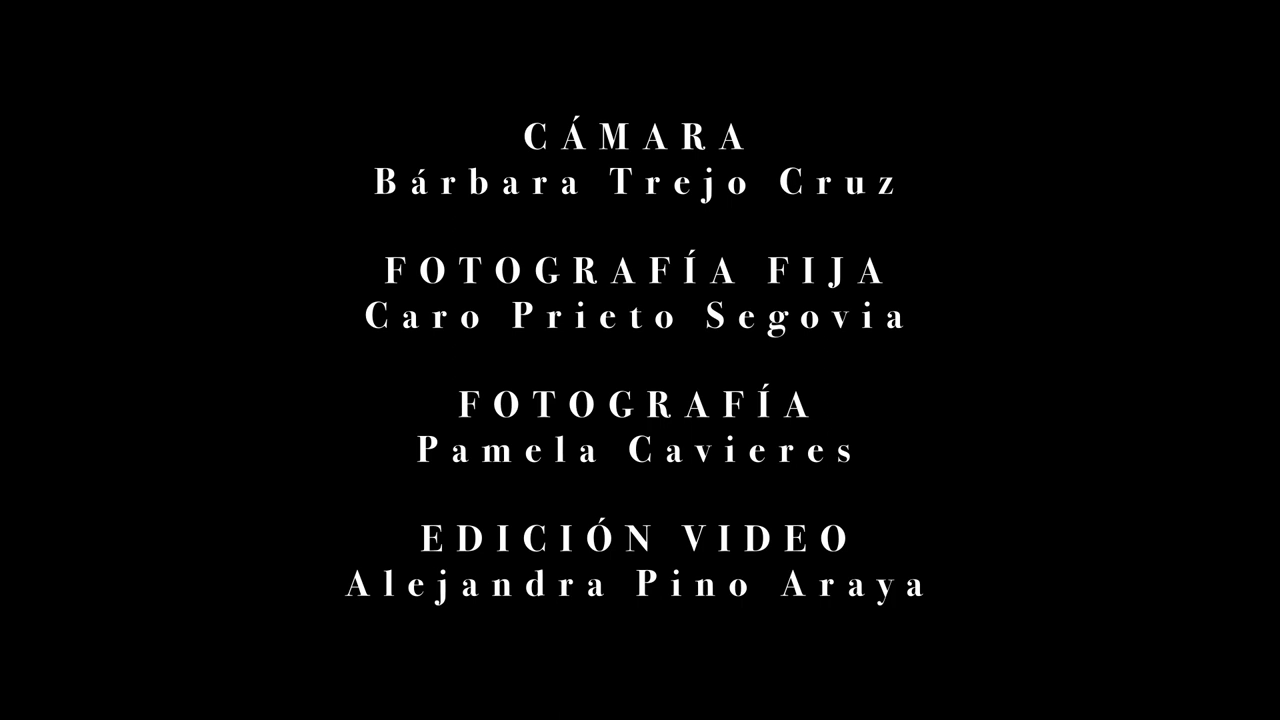 CÁMARA
Bárbara Trejo Cruz
FOTOGRAFÍA FIJA
Caro Prieto Segovia
FOTOGRAFÍA
Pamela Cavieres
EDICIÓN VIDEO
Alejandra Pino Araya